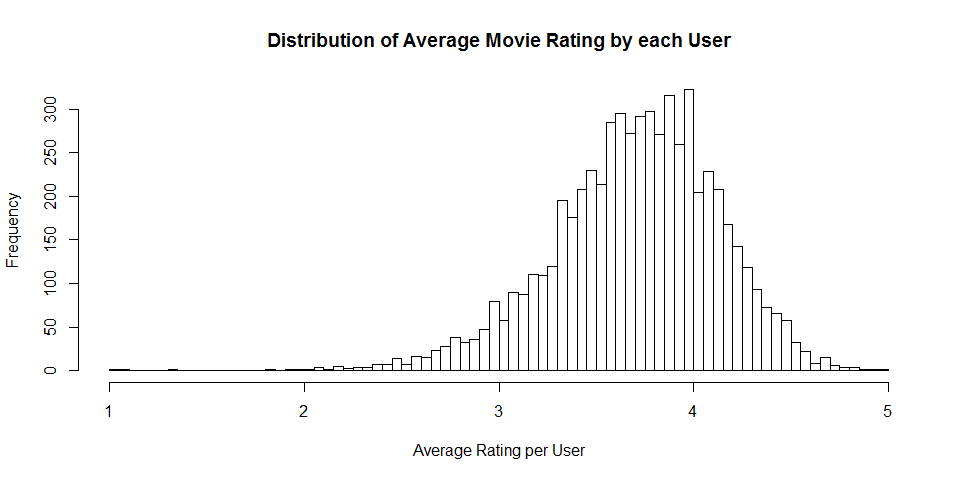 Distribution of Average Movie Rating by each User
Frequency
300
250
200
150
100
50
0
1 2 3 4 5
Average Rating per User